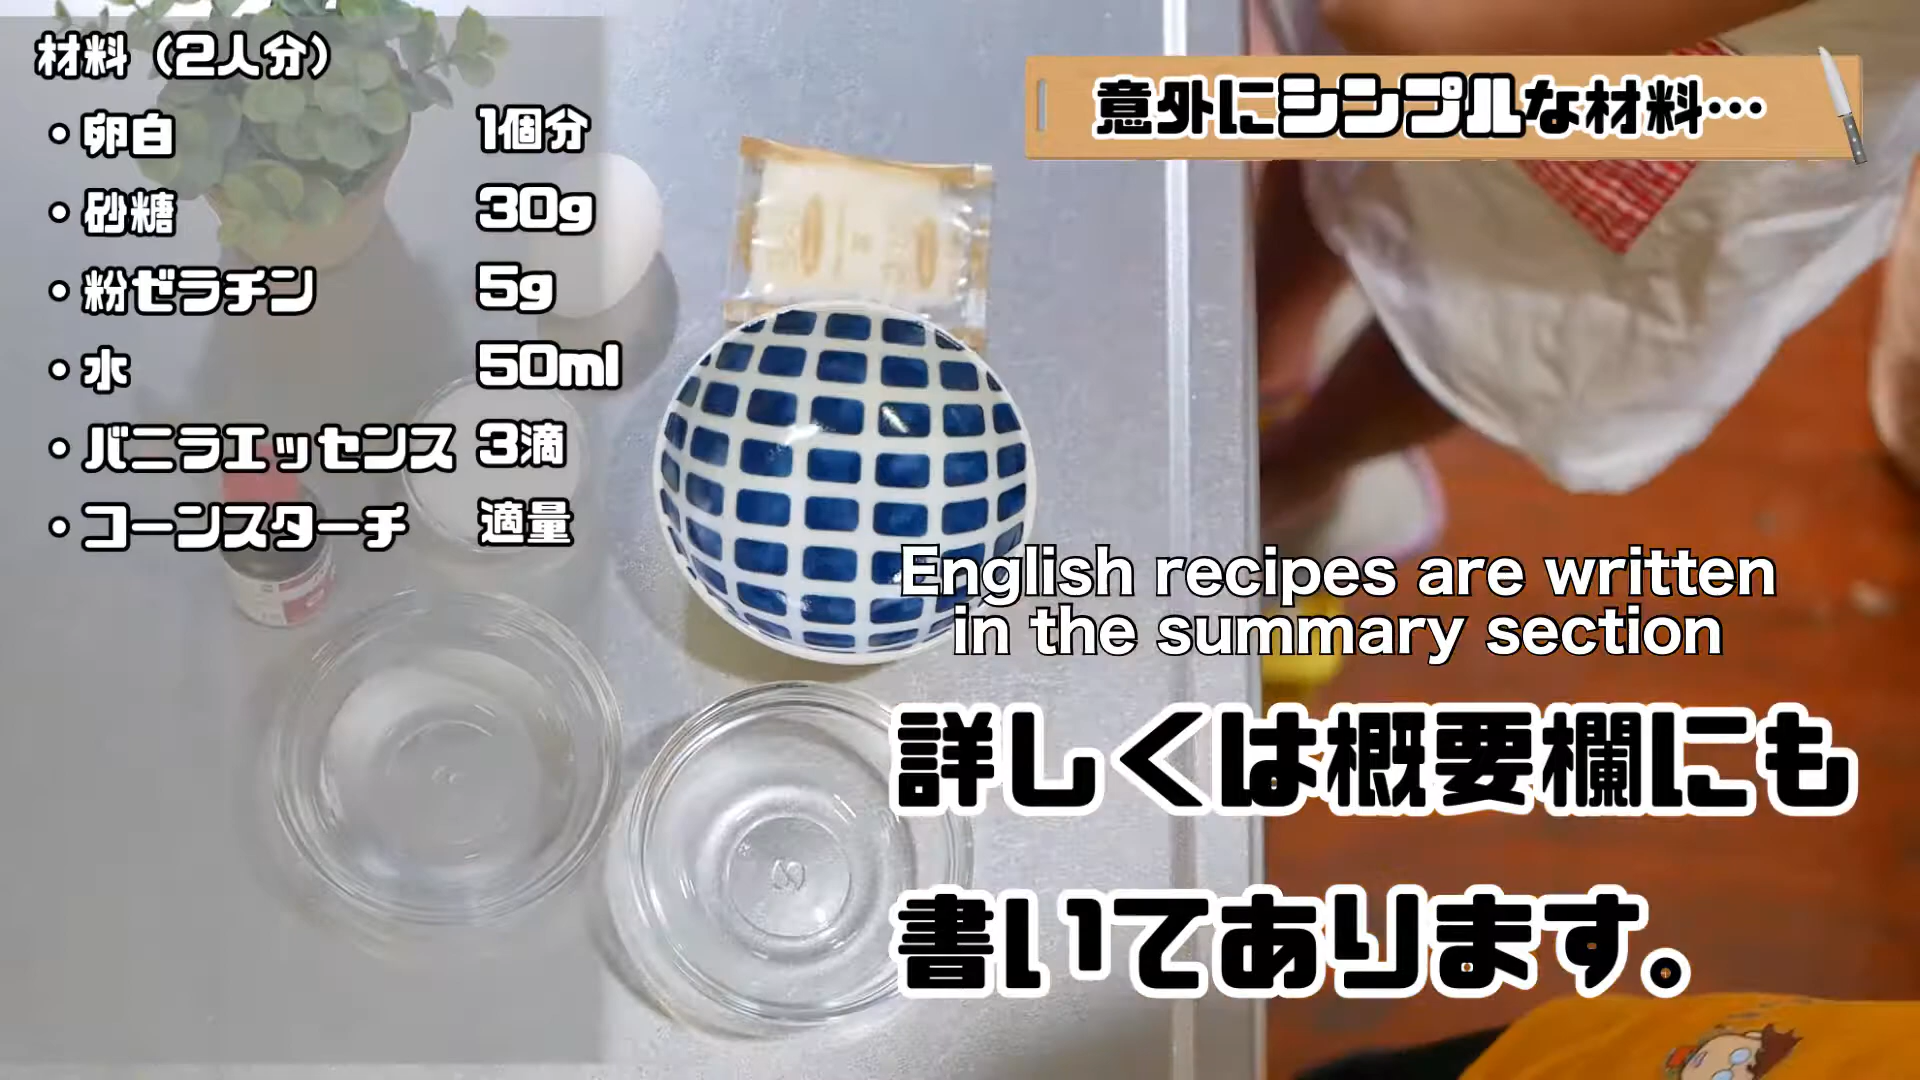 材料（2人分）
・卵白 1個分
・砂糖 30g
・粉ゼラチン 5g
・水 50ml
・バニラエッセンス 3滴
・コーンスターチ 適量
意外にシンプルな材料…
English recipes are written
in the summary section
詳しくは概要欄にも
書いてあります。